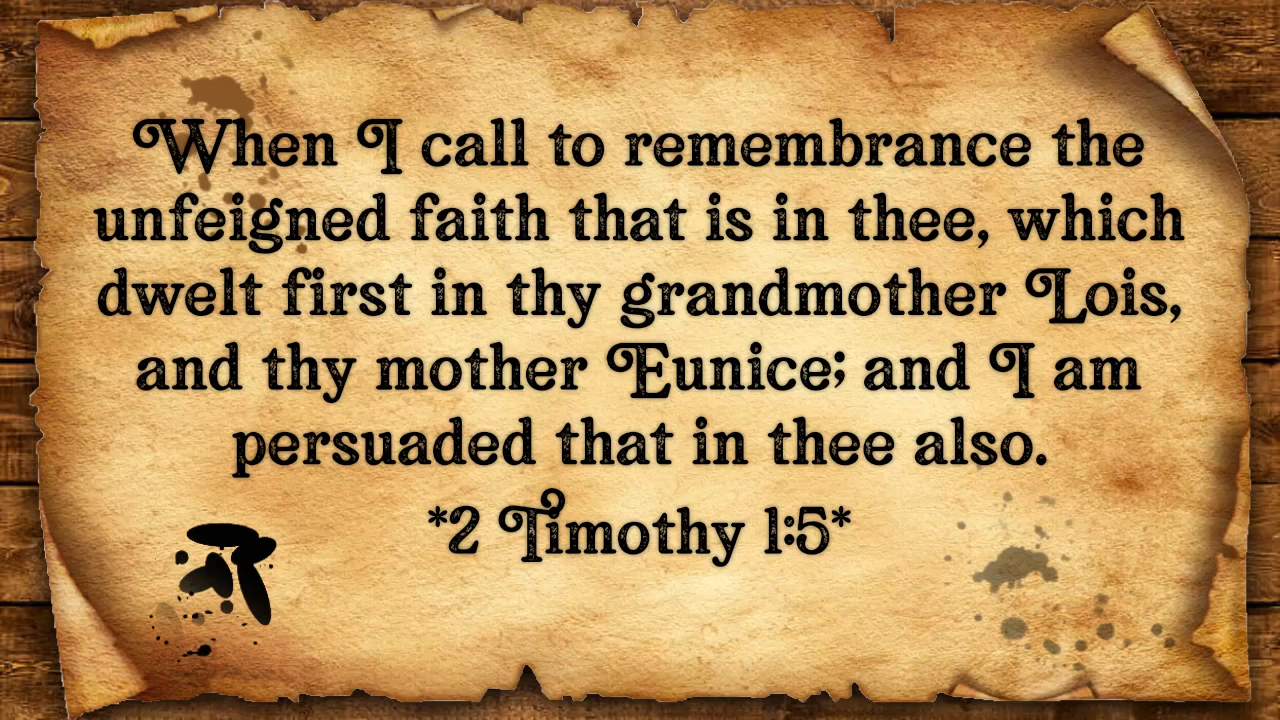 When I call to remembrance the
unfeigned faith that is in thee, which
dwelt first in thy grandmother Lois,
and thy mother Eunice; and I am
persuaded that in thee also.
*2 Timothy 1:5*